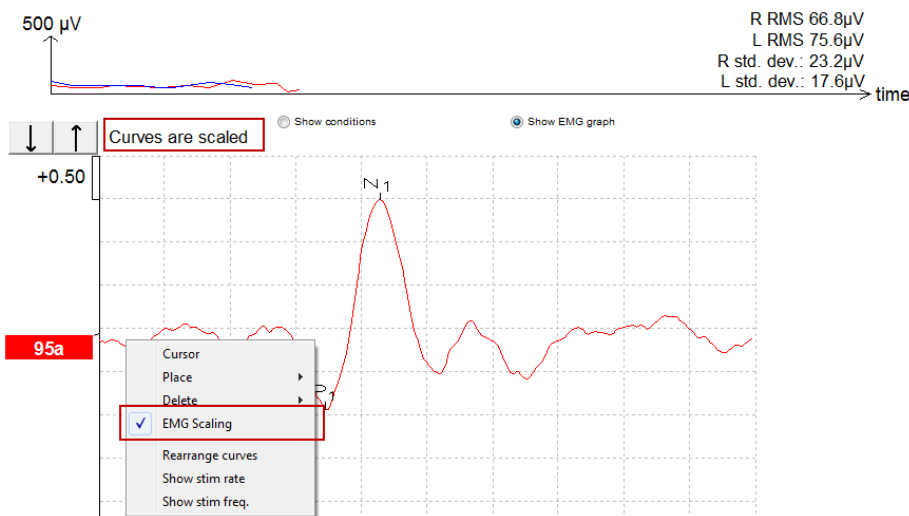 500 µV
R RMS 66.8µV
L RMS 75.6µV
R std. dev.: 23.2µV
L std. dev.: 17.6µV
time
↓ ↑ Curves are scaled
Show conditions
Show EMG graph
+0.50
N1
95a
Cursor
Place
Delete
P1
EMG Scaling
Rearrange curves
Show stim rate
Show stim freq.